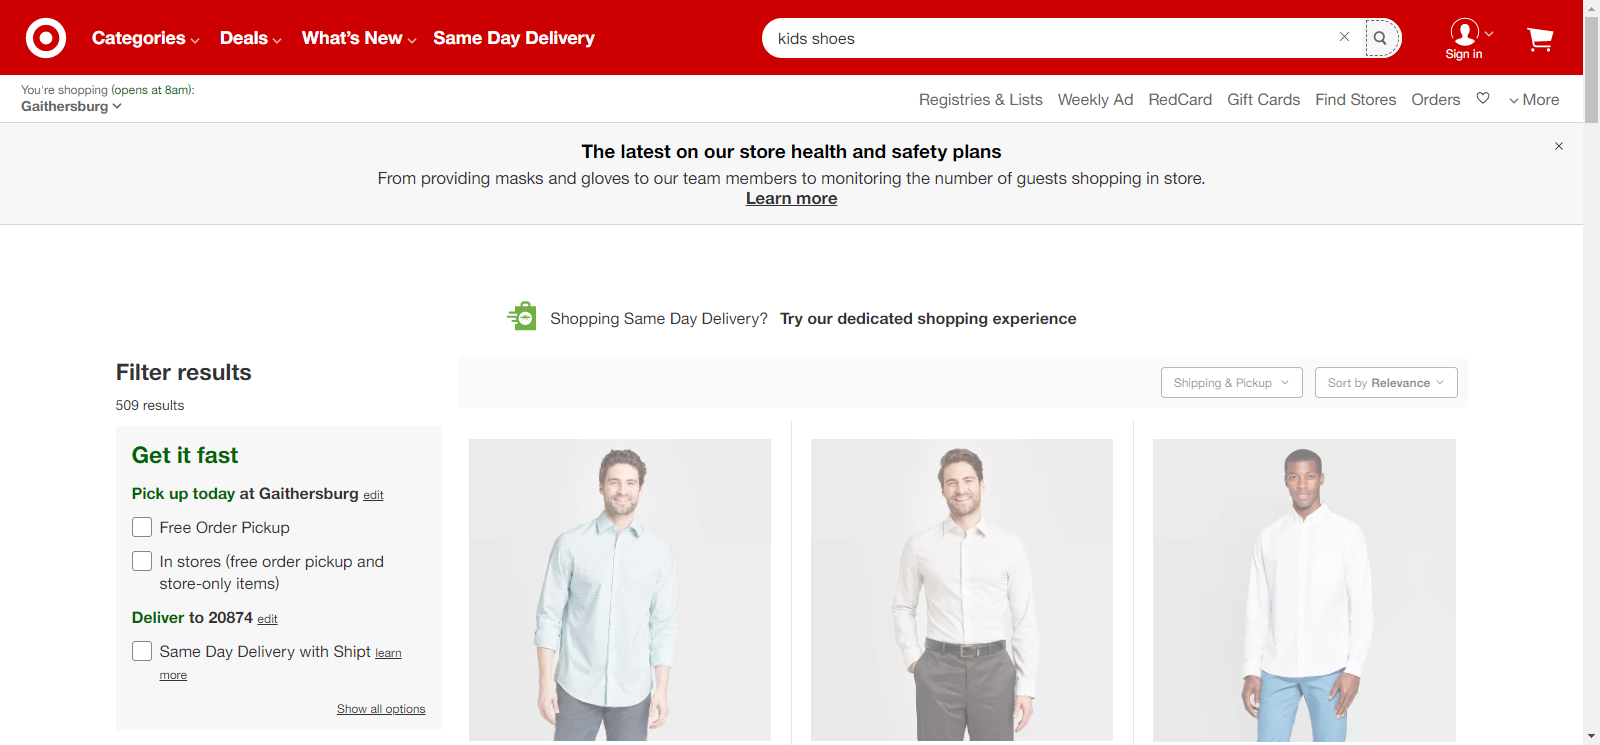 Categories
Deals
What's New
Same Day Delivery
kids shoes
Sign in
You're shopping (opens at 8am):
Gaithersburg
Registries & Lists
Weekly Ad
RedCard
Gift Cards
Find Stores
Orders
More
The latest on our store health and safety plans
From providing masks and gloves to our team members to monitoring the number of guests shopping in store.
Learn more
Shopping Same Day Delivery? Try our dedicated shopping experience
Filter results
509 results
Shipping & Pickup
Sort by Relevance
Get it fast
Pick up today at Gaithersburg edit
Free Order Pickup
In stores (free order pickup and
store-only items)
Deliver to 20874 edit
Same Day Delivery with Shipt learn
more
Show all options